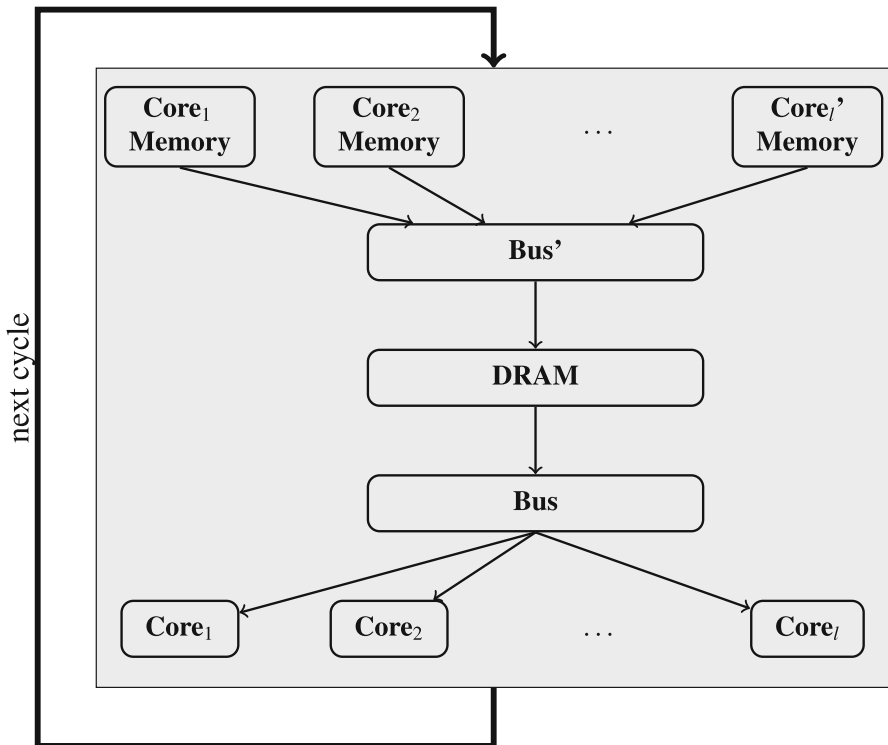 Core₁
Memory
Core₂
Memory
...
Coreₗ’
Memory
Bus’
DRAM
Bus
Core₁
Core₂
...
Coreₗ
next cycle